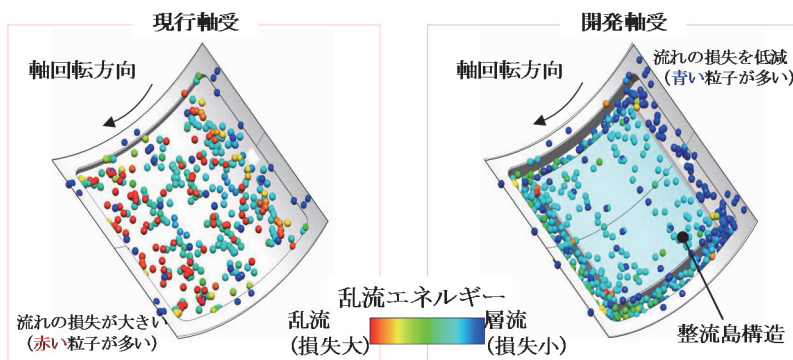 現行軸受
軸回転方向
流れの損失が大きい
（赤い粒子が多い）
開発軸受
軸回転方向
流れの損失を低減
（青い粒子が多い）
整流島構造
乱流エネルギー
乱流
（損失大）
層流
（損失小）